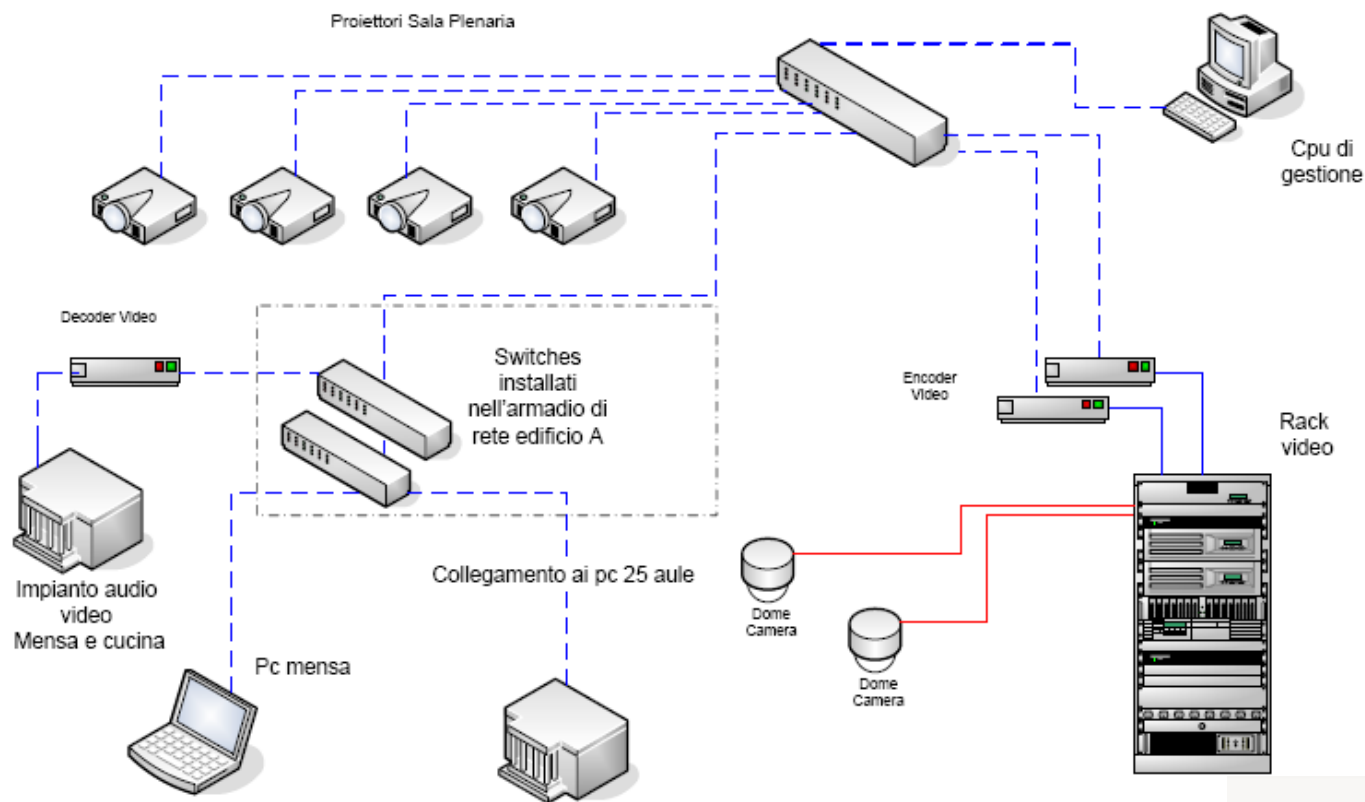 Proiettori Sala Plenaria
Cpu di
gestione
Decoder Video
Switches
installati
nell'armadio di
rete edificio A
Encoder
Video
Rack
video
Impianto audio
video
Mensa e cucina
Collegamento ai pc 25 aule
Dome
Camera
Dome
Camera
Pc mensa